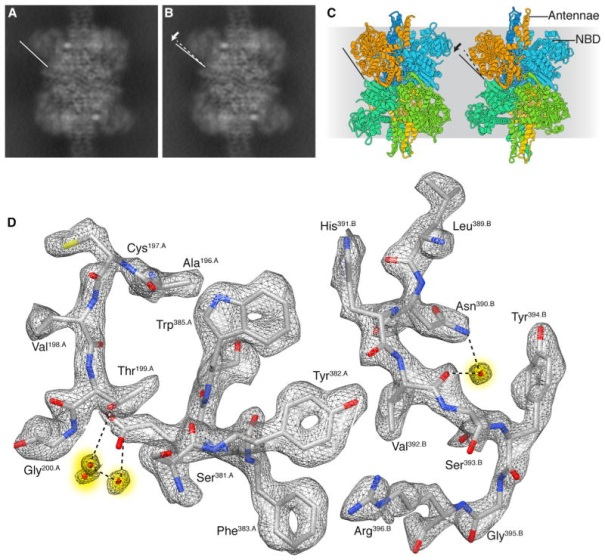 A
B
C
Antennae
NBD
D
Cys197.A
Ala196.A
Trp385.A
Val198.A
Thr199.A
Tyr382.A
Gly200.A
Ser381.A
Phe383.A
His391.B
Leu389.B
Asn390.B
Tyr394.B
Val392.B
Ser393.B
Arg396.B
Gly395.B